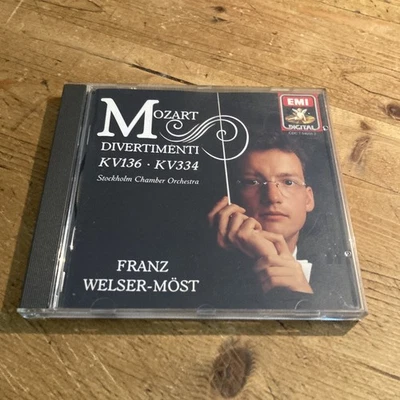 MOZART
DIVERTIMENTI
KV136 · KV334
Stockholm Chamber Orchestra
EMI
DIGITAL
FRANZ
WELSER-MÖST